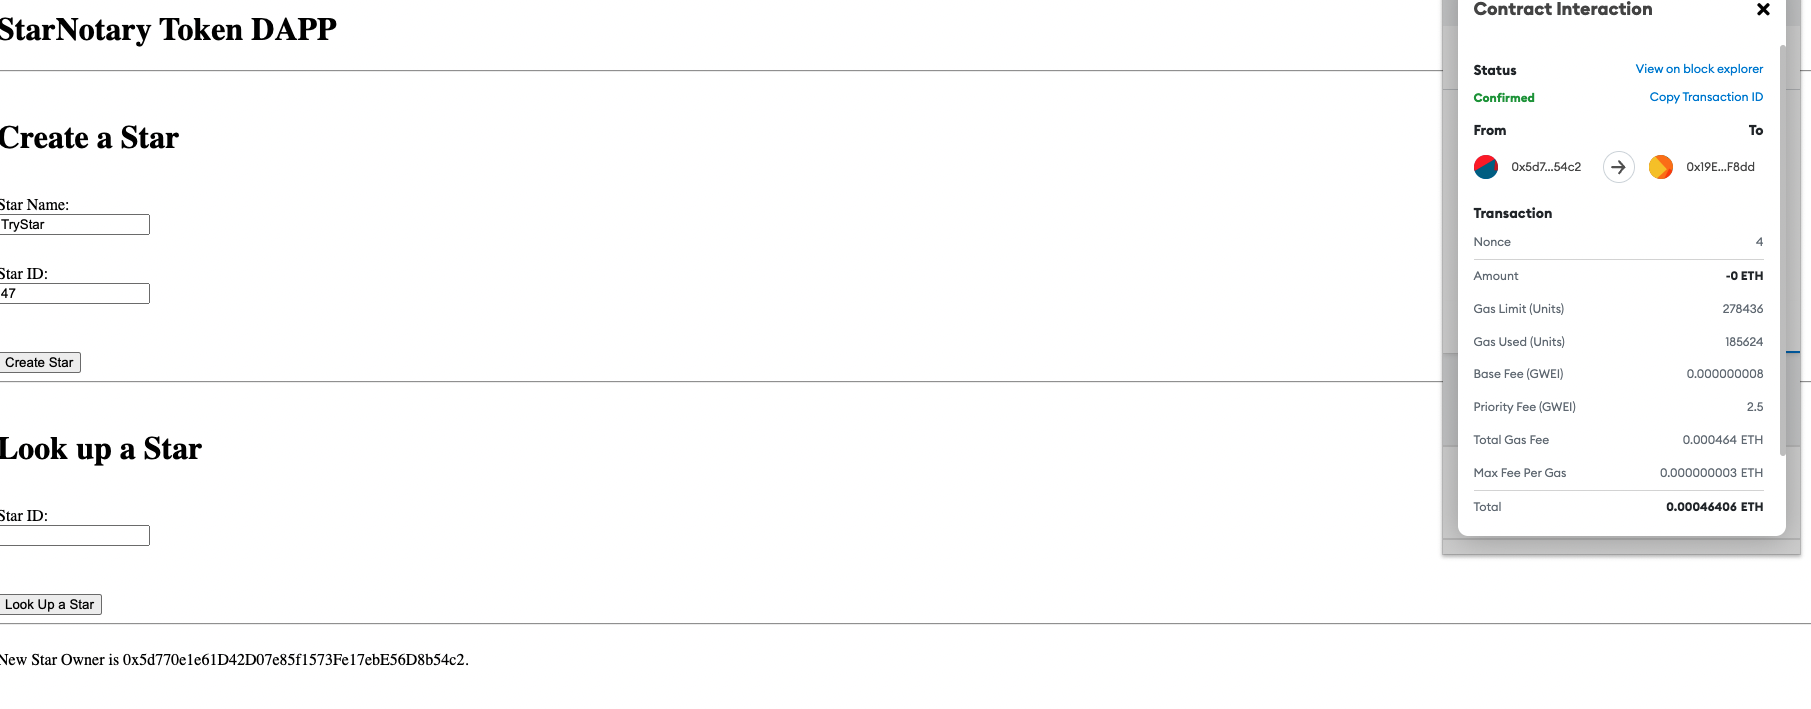 StarNotary Token DAPP
Create a Star
Star Name:
TryStar
Star ID:
47
Create Star
Look up a Star
Star ID:
Look Up a Star
New Star Owner is 0x5d770e1e61D42D07e85f1573Fe17ebE56D8b54c2.
Contract Interaction
Status View on block explorer
Confirmed Copy Transaction ID
From To
0x5d7...54c2 0x19E...F8dd
Transaction
Nonce 4
Amount -0 ETH
Gas Limit (Units) 278436
Gas Used (Units) 185624
Base Fee (GWEI) 0.000000008
Priority Fee (GWEI) 2.5
Total Gas Fee 0.000464 ETH
Max Fee Per Gas 0.000000003 ETH
Total 0.00046406 ETH